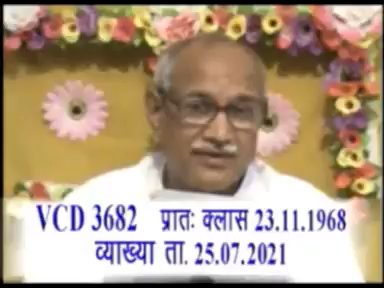 VCD 3682 प्रातः क्लास 23.11.1968
व्याख्या ता. 25.07.2021